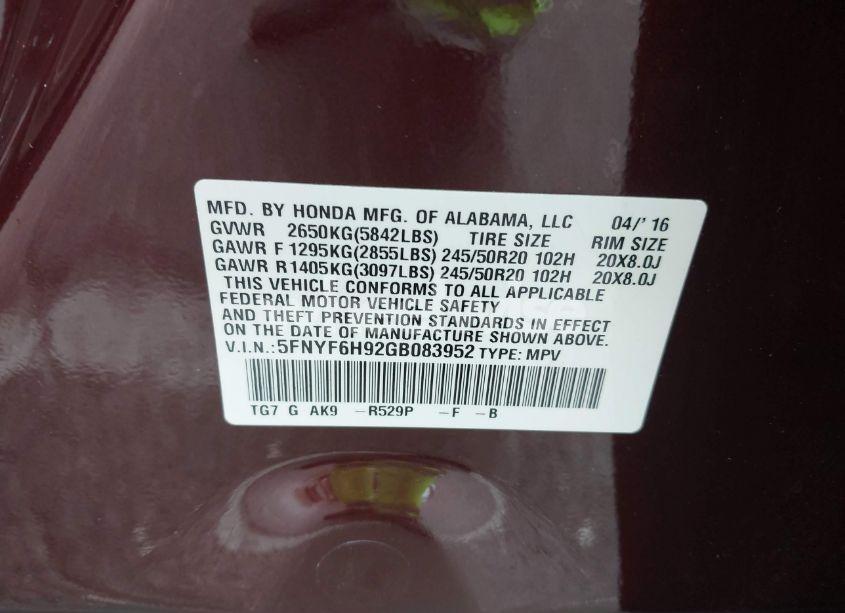 MFD. BY HONDA MFG. OF ALABAMA, LLC 04/' 16
GVWR 2650KG(5842LBS) TIRE SIZE RIM SIZE
GAWR F 1295KG(2855LBS) 245/50R20 102H 20X8.0J
GAWR R1405KG(3097LBS) 245/50R20 102H 20X8.0J
THIS VEHICLE CONFORMS TO ALL APPLICABLE
FEDERAL MOTOR VEHICLE SAFETY
AND THEFT PREVENTION STANDARDS IN EFFECT
ON THE DATE OF MANUFACTURE SHOWN ABOVE.
V.I.N.:5FNYF6H92GB083952 TYPE: MPV
TG7 G AK9 -R529P -F -B